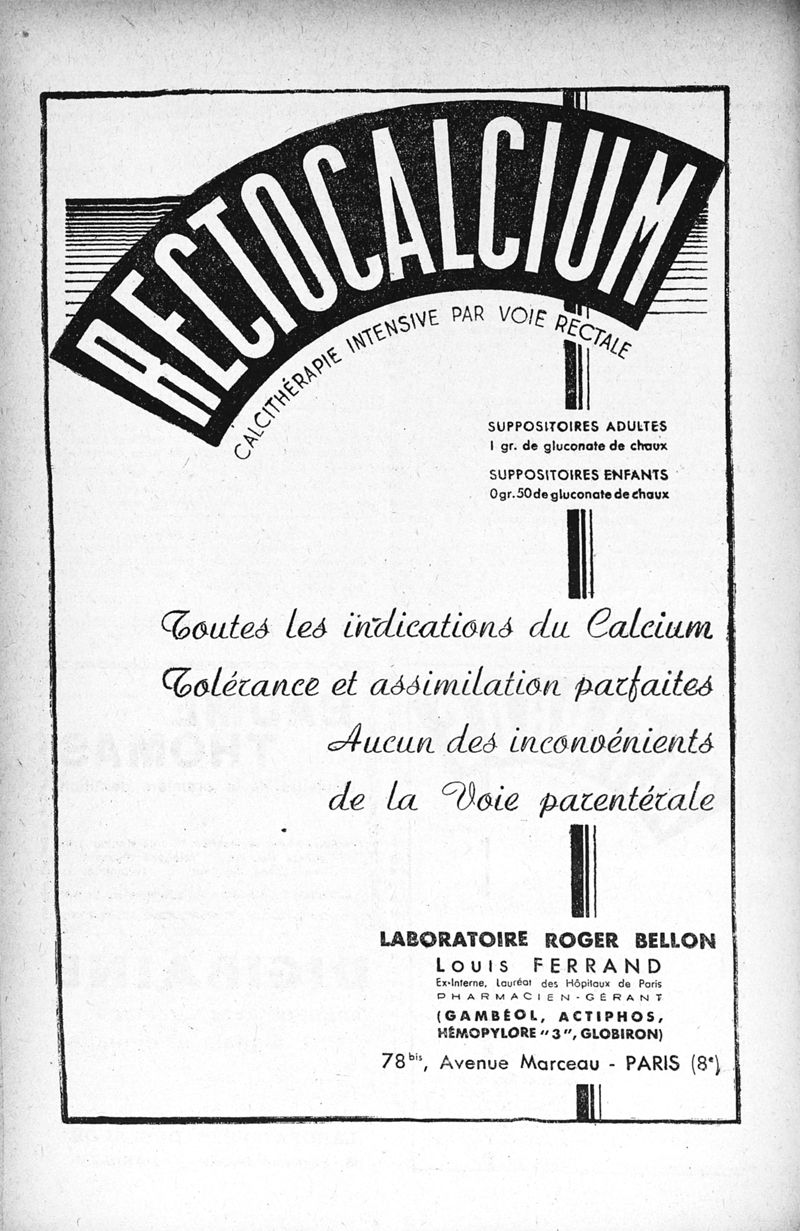 RECTOCALCIUM
CALCITHÉRAPIE INTENSIVE PAR VOIE RECTALE
SUPPOSITOIRES ADULTES
1 gr. de gluconate de chaux
SUPPOSITOIRES ENFANTS
0gr.50 de gluconate de chaux
Toutes les indications du Calcium
Tolérance et assimilation parfaites
Aucun des inconvénients
de la Voie parentérale
LABORATOIRE ROGER BELLON
LOUIS FERRAND
Ex-Interne, Lauréat des Hôpitaux de Paris
PHARMACIEN-GÉRANT
(GAMBÉOL, ACTIPHOS,
HÉMOPYLORE "3", GLOBIRON)
78 bis, Avenue Marceau - PARIS (8e)